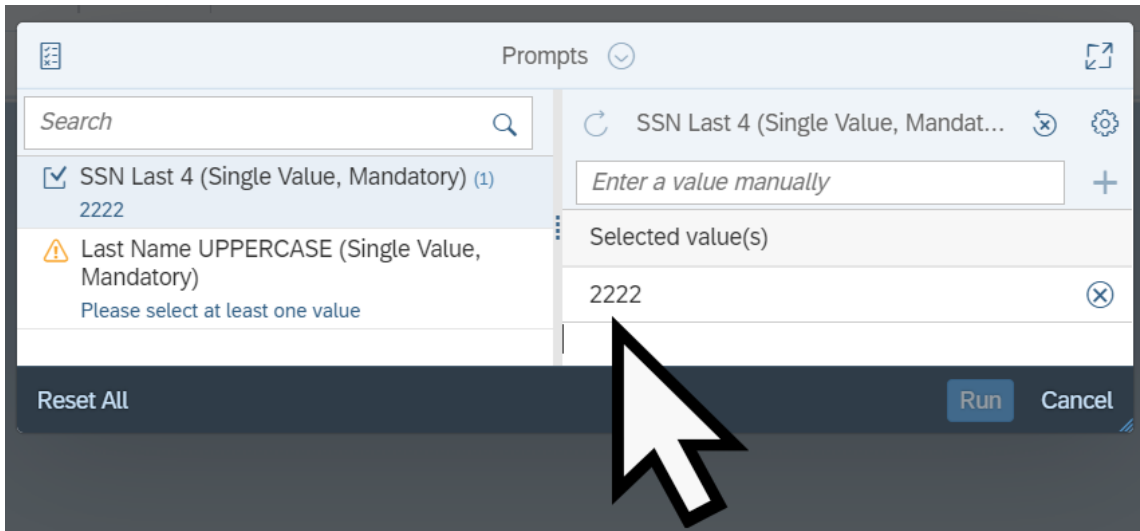 Prompts
Search
SSN Last 4 (Single Value, Mandatory) (1)
2222
Last Name UPPERCASE (Single Value,
Mandatory)
Please select at least one value
SSN Last 4 (Single Value, Mandat...
Enter a value manually
Selected value(s)
2222
Reset All
Run
Cancel